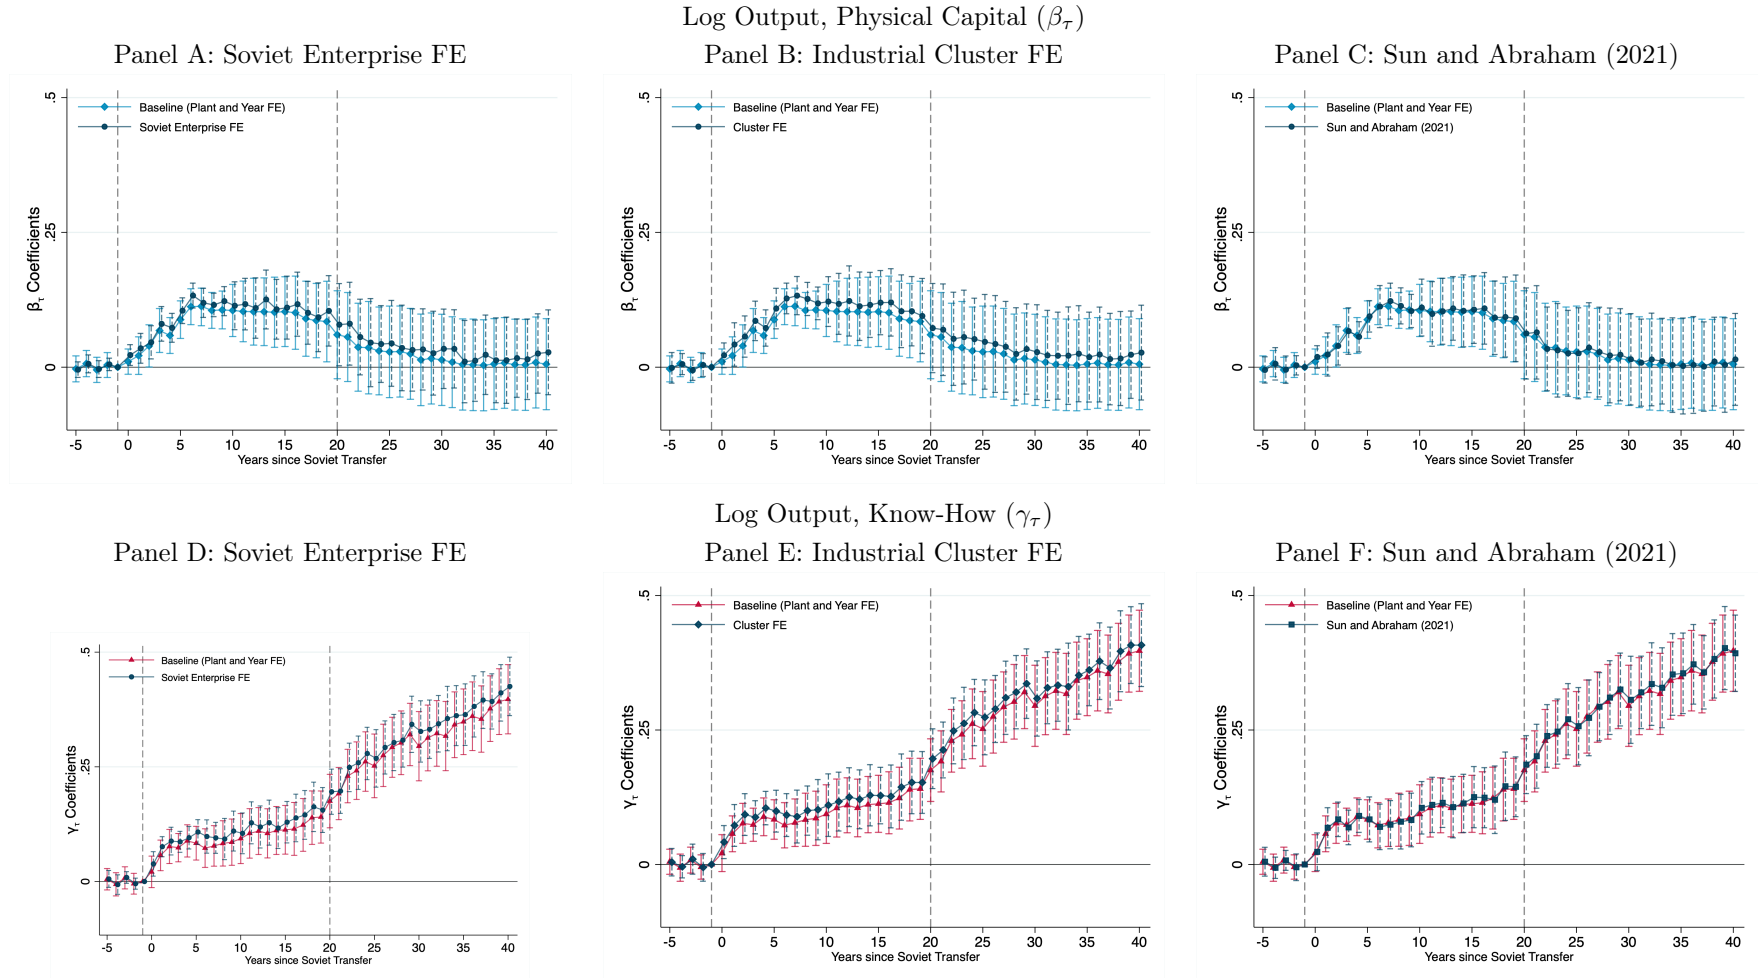 Log Output, Physical Capital (βτ)
Panel A: Soviet Enterprise FE
.5
.25
0
βτ Coefficients
Baseline (Plant and Year FE)
Soviet Enterprise FE
-5 0 5 10 15 20 25 30 35 40
Years since Soviet Transfer
Panel B: Industrial Cluster FE
.5
.25
0
βτ Coefficients
Baseline (Plant and Year FE)
Cluster FE
-5 0 5 10 15 20 25 30 35 40
Years since Soviet Transfer
Panel C: Sun and Abraham (2021)
.5
.25
0
βτ Coefficients
Baseline (Plant and Year FE)
Sun and Abraham (2021)
-5 0 5 10 15 20 25 30 35 40
Years since Soviet Transfer
Log Output, Know-How (γτ)
Panel D: Soviet Enterprise FE
.5
.25
0
γτ Coefficients
Baseline (Plant and Year FE)
Soviet Enterprise FE
-5 0 5 10 15 20 25 30 35 40
Years since Soviet Transfer
Panel E: Industrial Cluster FE
.5
.25
0
γτ Coefficients
Baseline (Plant and Year FE)
Cluster FE
-5 0 5 10 15 20 25 30 35 40
Years since Soviet Transfer
Panel F: Sun and Abraham (2021)
.5
.25
0
γτ Coefficients
Baseline (Plant and Year FE)
Sun and Abraham (2021)
-5 0 5 10 15 20 25 30 35 40
Years since Soviet Transfer